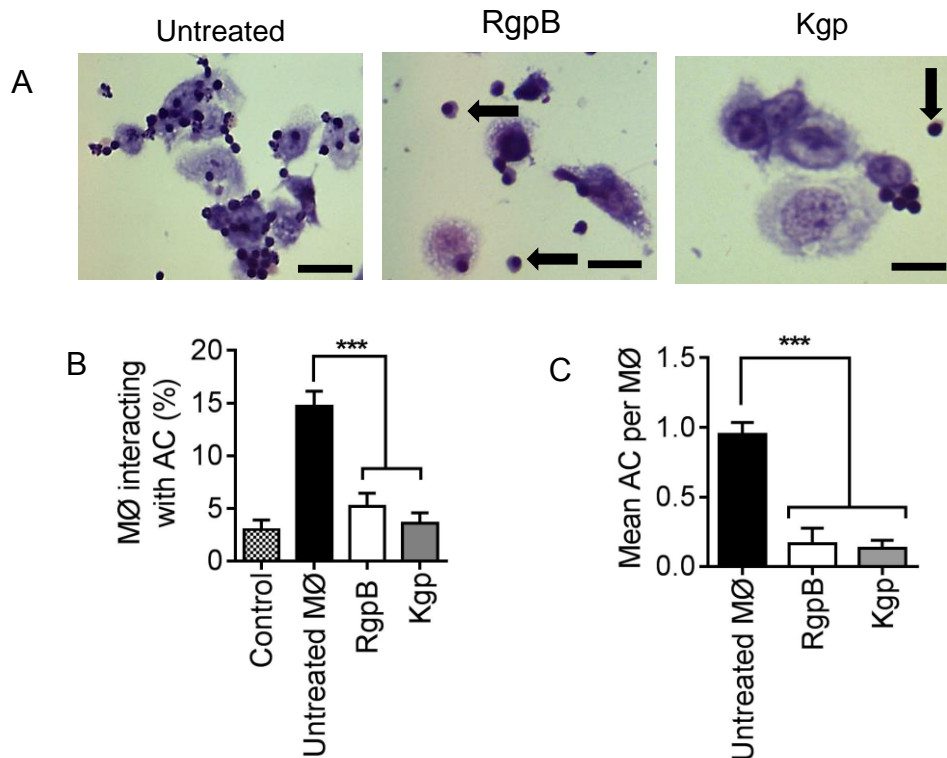 Untreated
RgpB
Kgp
A
B
MØ interacting
with AC (%)
20
15
10
5
0
***
Control
Untreated MØ
RgpB
Kgp
C
Mean AC per MØ
1.5
1.0
0.5
0.0
***
Untreated MØ
RgpB
Kgp